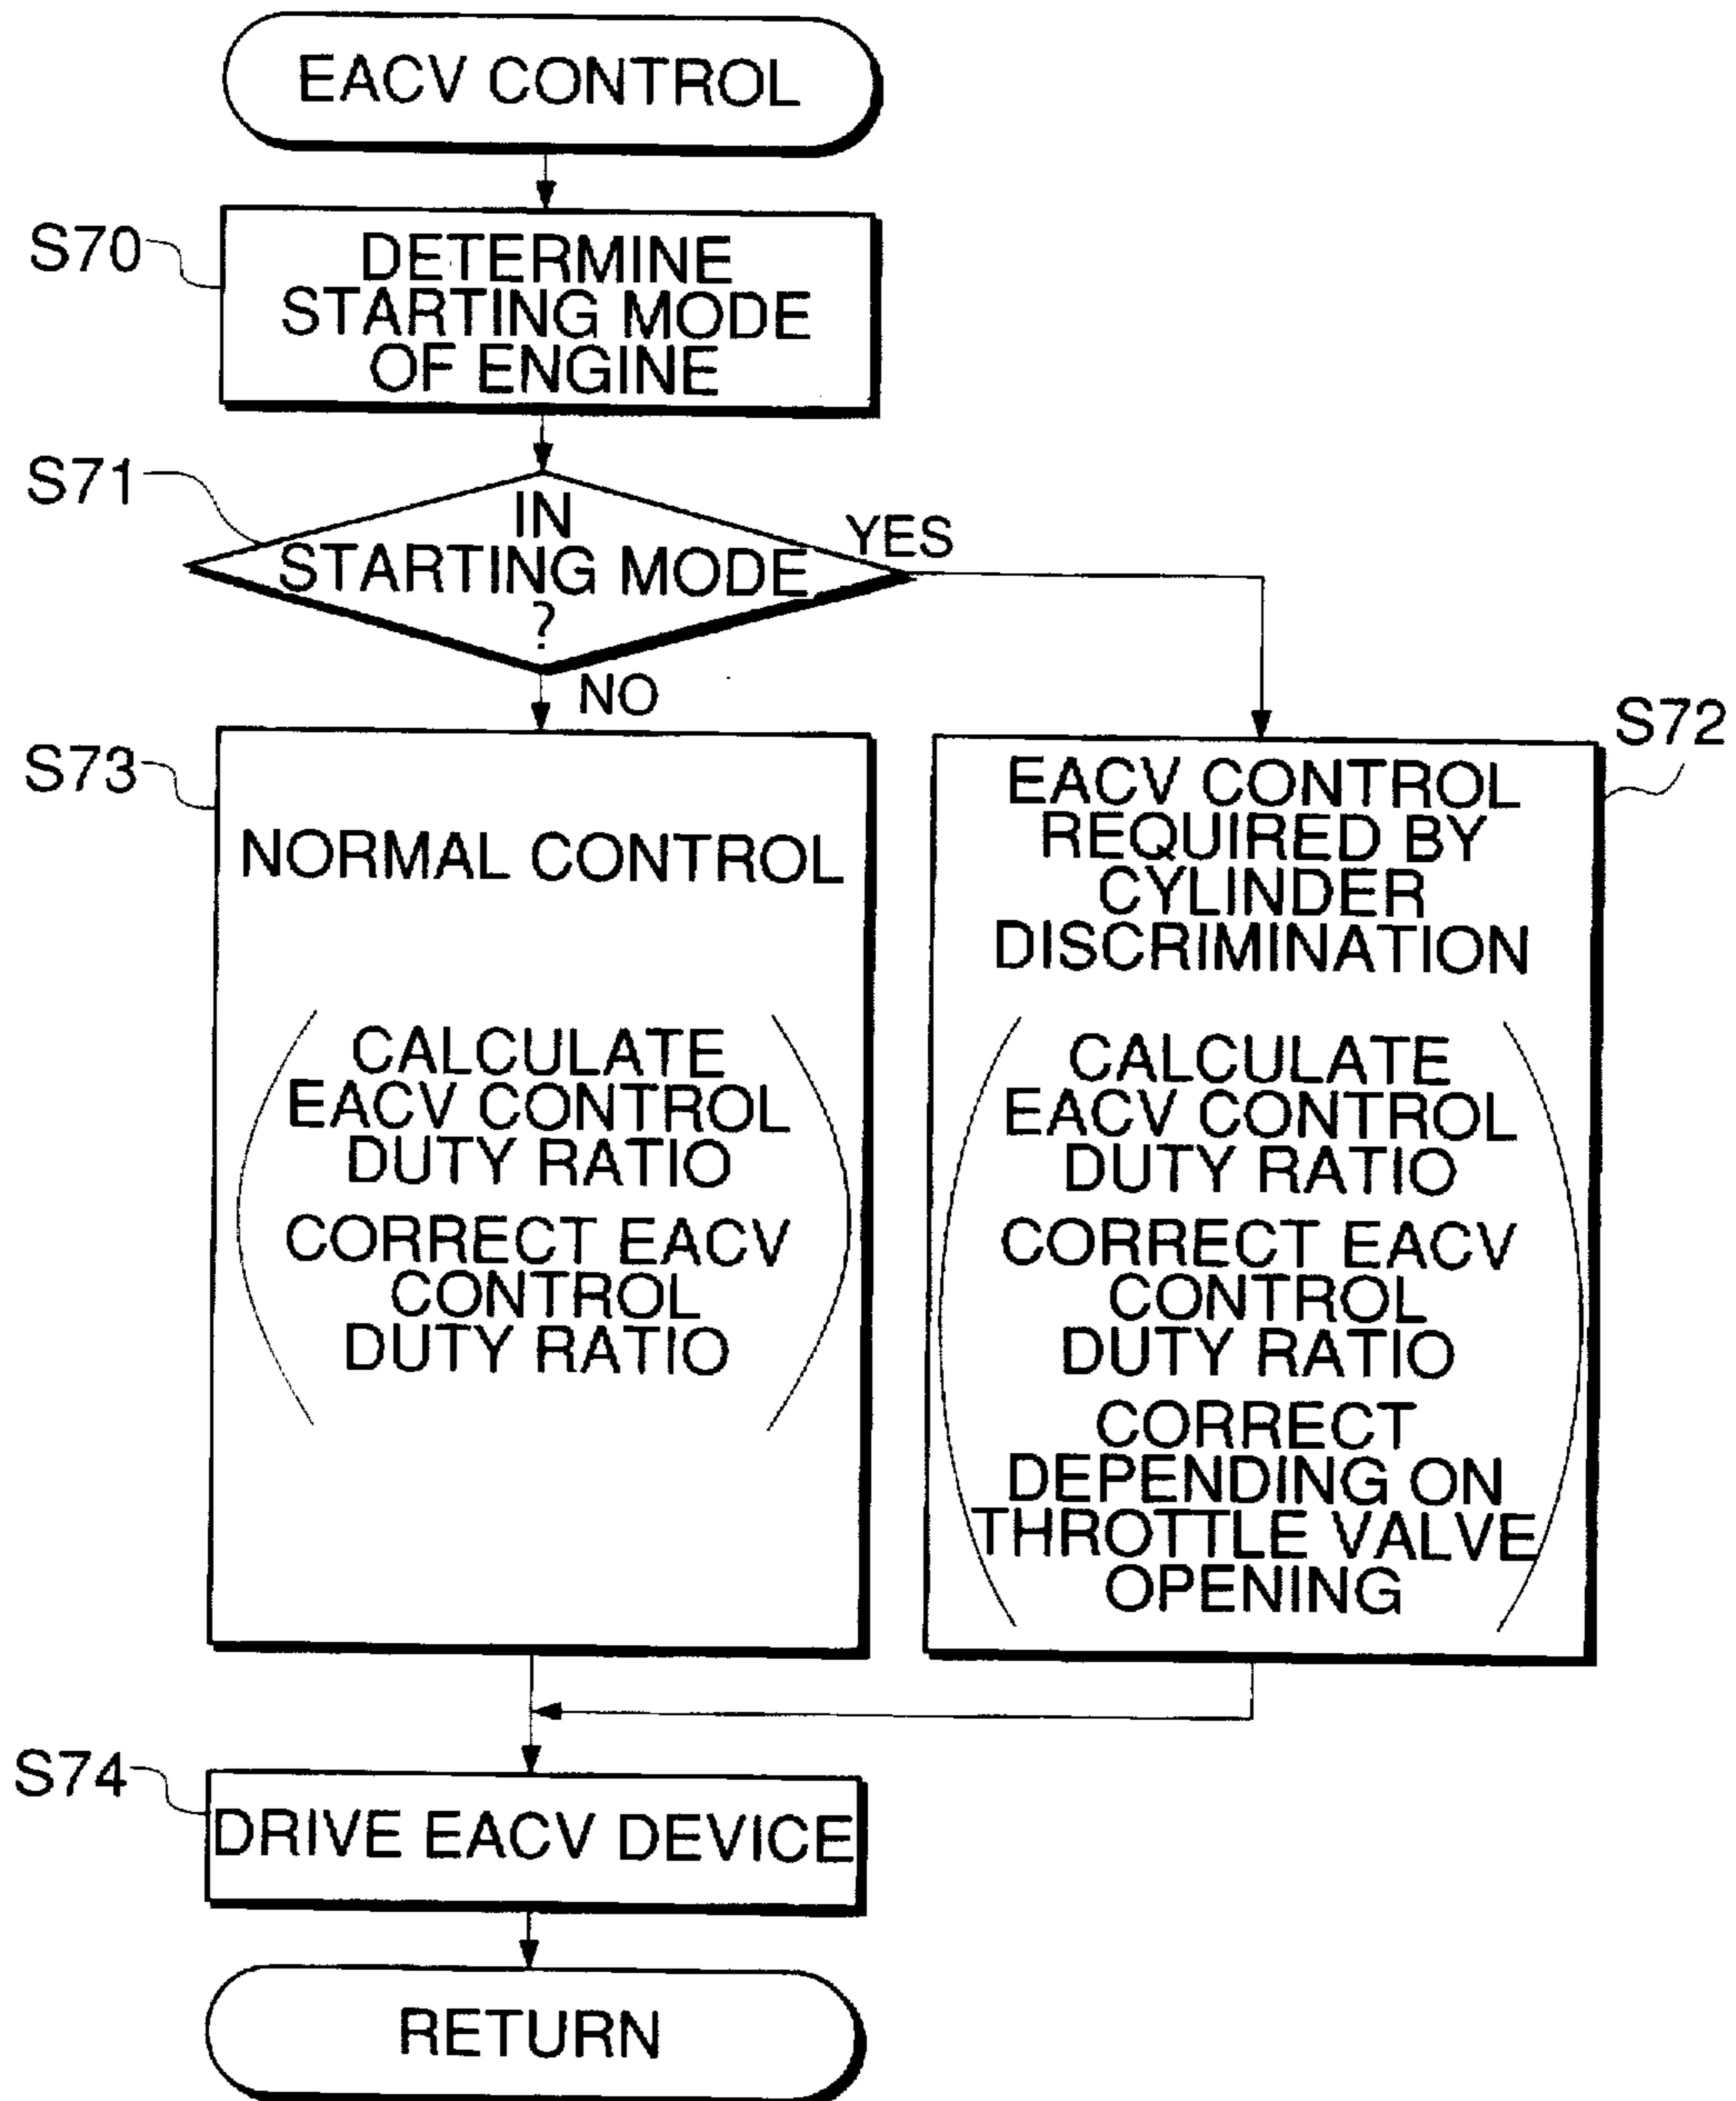 EACV CONTROL
S70
DETERMINE
STARTING MODE
OF ENGINE
S71
IN
STARTING MODE
?
YES
NO
S73
NORMAL CONTROL
CALCULATE
EACV CONTROL
DUTY RATIO
CORRECT EACV
CONTROL
DUTY RATIO
S72
EACV CONTROL
REQUIRED BY
CYLINDER
DISCRIMINATION
CALCULATE
EACV CONTROL
DUTY RATIO
CORRECT EACV
CONTROL
DUTY RATIO
CORRECT
DEPENDING ON
THROTTLE VALVE
OPENING
S74
DRIVE EACV DEVICE
RETURN